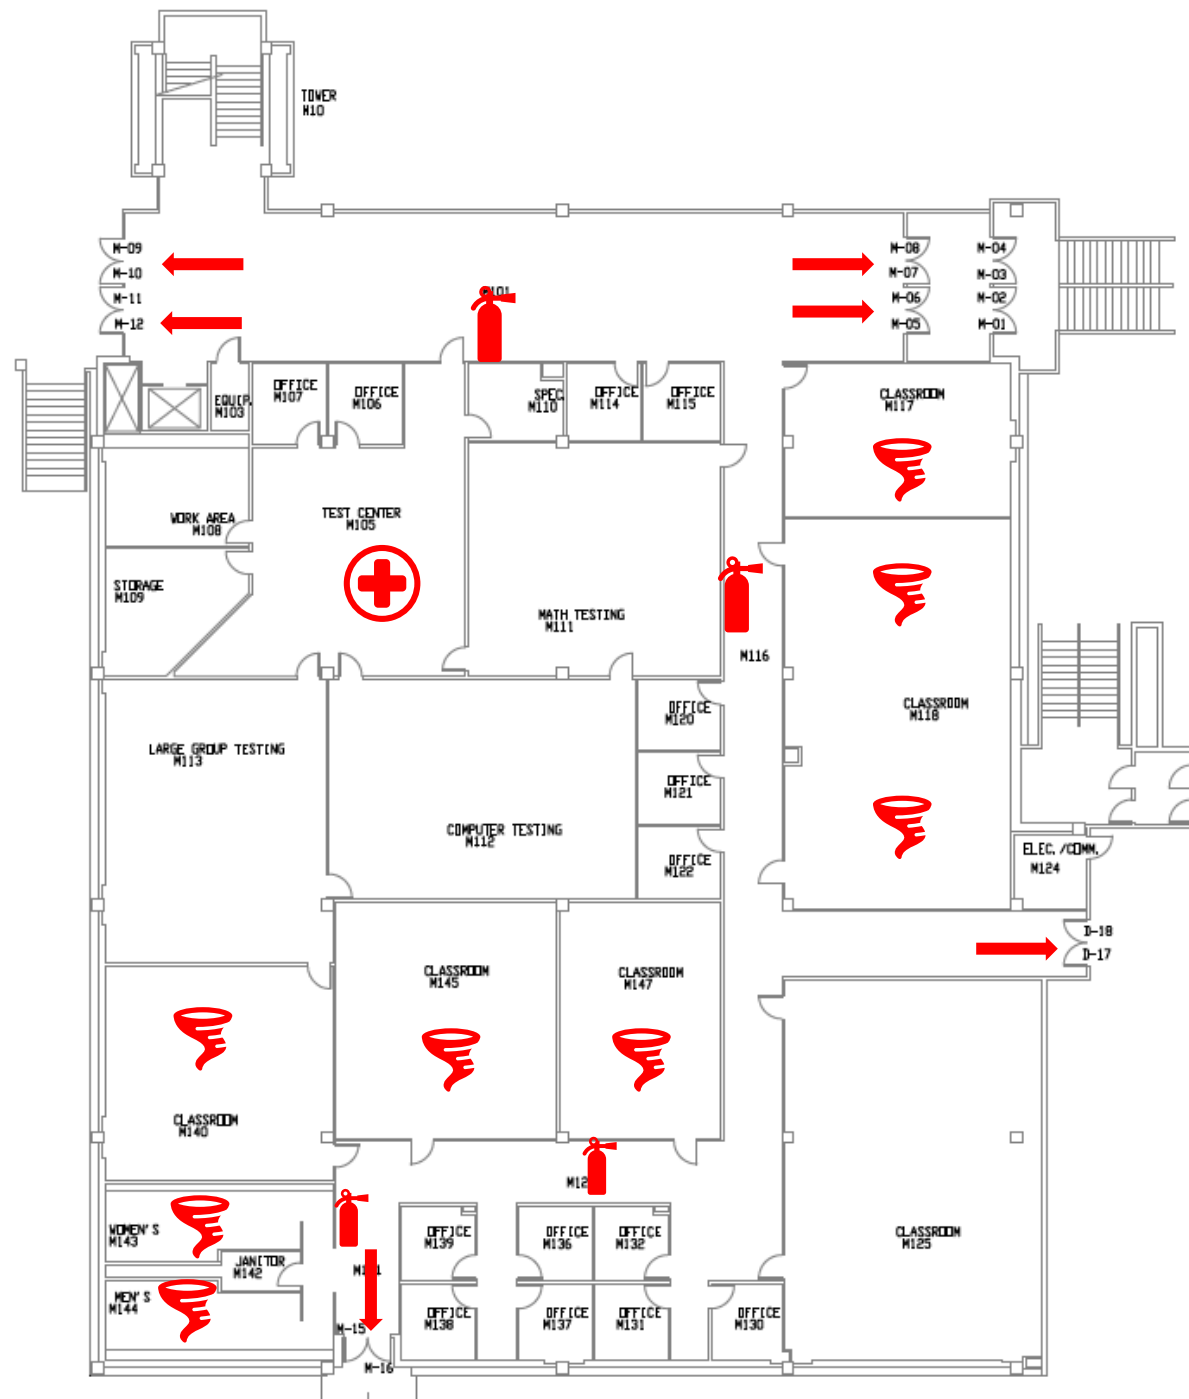 TOWER
M10
M-09
M-10
M-11
M-12
M-08
M-07
M-06
M-05
M-04
M-03
M-02
M-01
M101
EQUIP.
M103
OFFICE
M107
OFFICE
M106
SPEC.
M110
OFFICE
M114
OFFICE
M115
CLASSROOM
M117
WORK AREA
M108
TEST CENTER
M105
STORAGE
M109
MATH TESTING
M111
M116
OFFICE
M120
CLASSROOM
M118
LARGE GROUP TESTING
M113
OFFICE
M121
COMPUTER TESTING
M112
OFFICE
M122
ELEC. /COMM.
M124
D-18
D-17
CLASSROOM
M145
CLASSROOM
M147
CLASSROOM
M140
WOMEN'S
M143
JANITOR
M142
MEN'S
M144
OFFICE
M139
OFFICE
M136
OFFICE
M132
CLASSROOM
M125
OFFICE
M138
OFFICE
M137
OFFICE
M131
OFFICE
M130
M-15
M-16